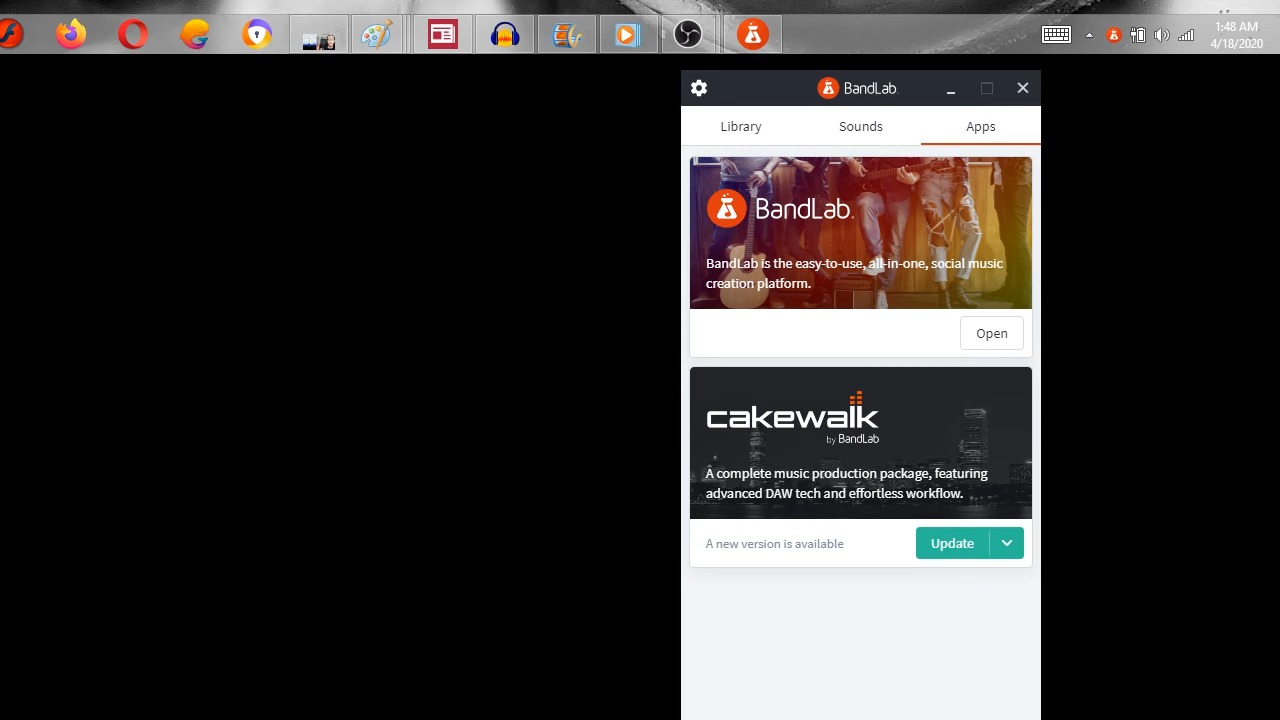 1:48 AM
4/18/2020
BandLab
Library
Sounds
Apps
BandLab
BandLab is the easy-to-use, all-in-one, social music
creation platform.
Open
cakewalk
by BandLab
A complete music production package, featuring
advanced DAW tech and effortless workflow.
A new version is available
Update